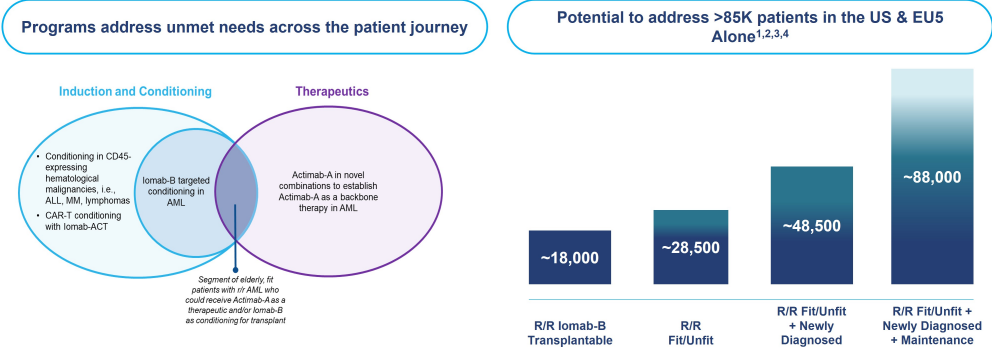 Programs address unmet needs across the patient journey
Induction and Conditioning
Therapeutics
• Conditioning in CD45-
expressing
hematological
malignancies, i.e.,
ALL, MM, lymphomas
• CAR-T conditioning
with Iomab-ACT
Iomab-B targeted
conditioning in
AML
Actimab-A in novel
combinations to establish
Actimab-A as a backbone
therapy in AML
Segment of elderly, fit
patients with r/r AML who
could receive Actimab-A as a
therapeutic and/or Iomab-B
as conditioning for transplant
Potential to address >85K patients in the US & EU5
Alone1,2,3,4
~18,000
~28,500
~48,500
~88,000
R/R Iomab-B
Transplantable
R/R
Fit/Unfit
R/R Fit/Unfit
+ Newly
Diagnosed
R/R Fit/Unfit +
Newly Diagnosed
+ Maintenance